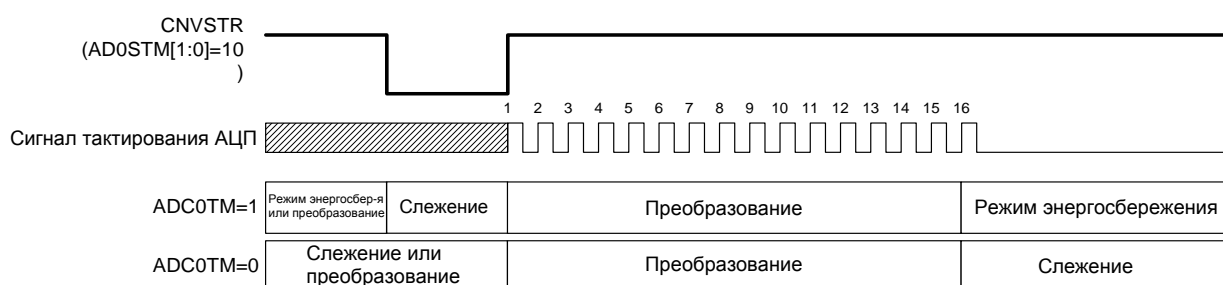 CNVSTR
(AD0STM[1:0]=10
)
1 2 3 4 5 6 7 8 9 10 11 12 13 14 15 16
Сигнал тактирования АЦП
ADC0TM=1
Режим энергосбер-я
или преобразование
Слежение
Преобразование
Режим энергосбережения
ADC0TM=0
Слежение или
преобразование
Преобразование
Слежение